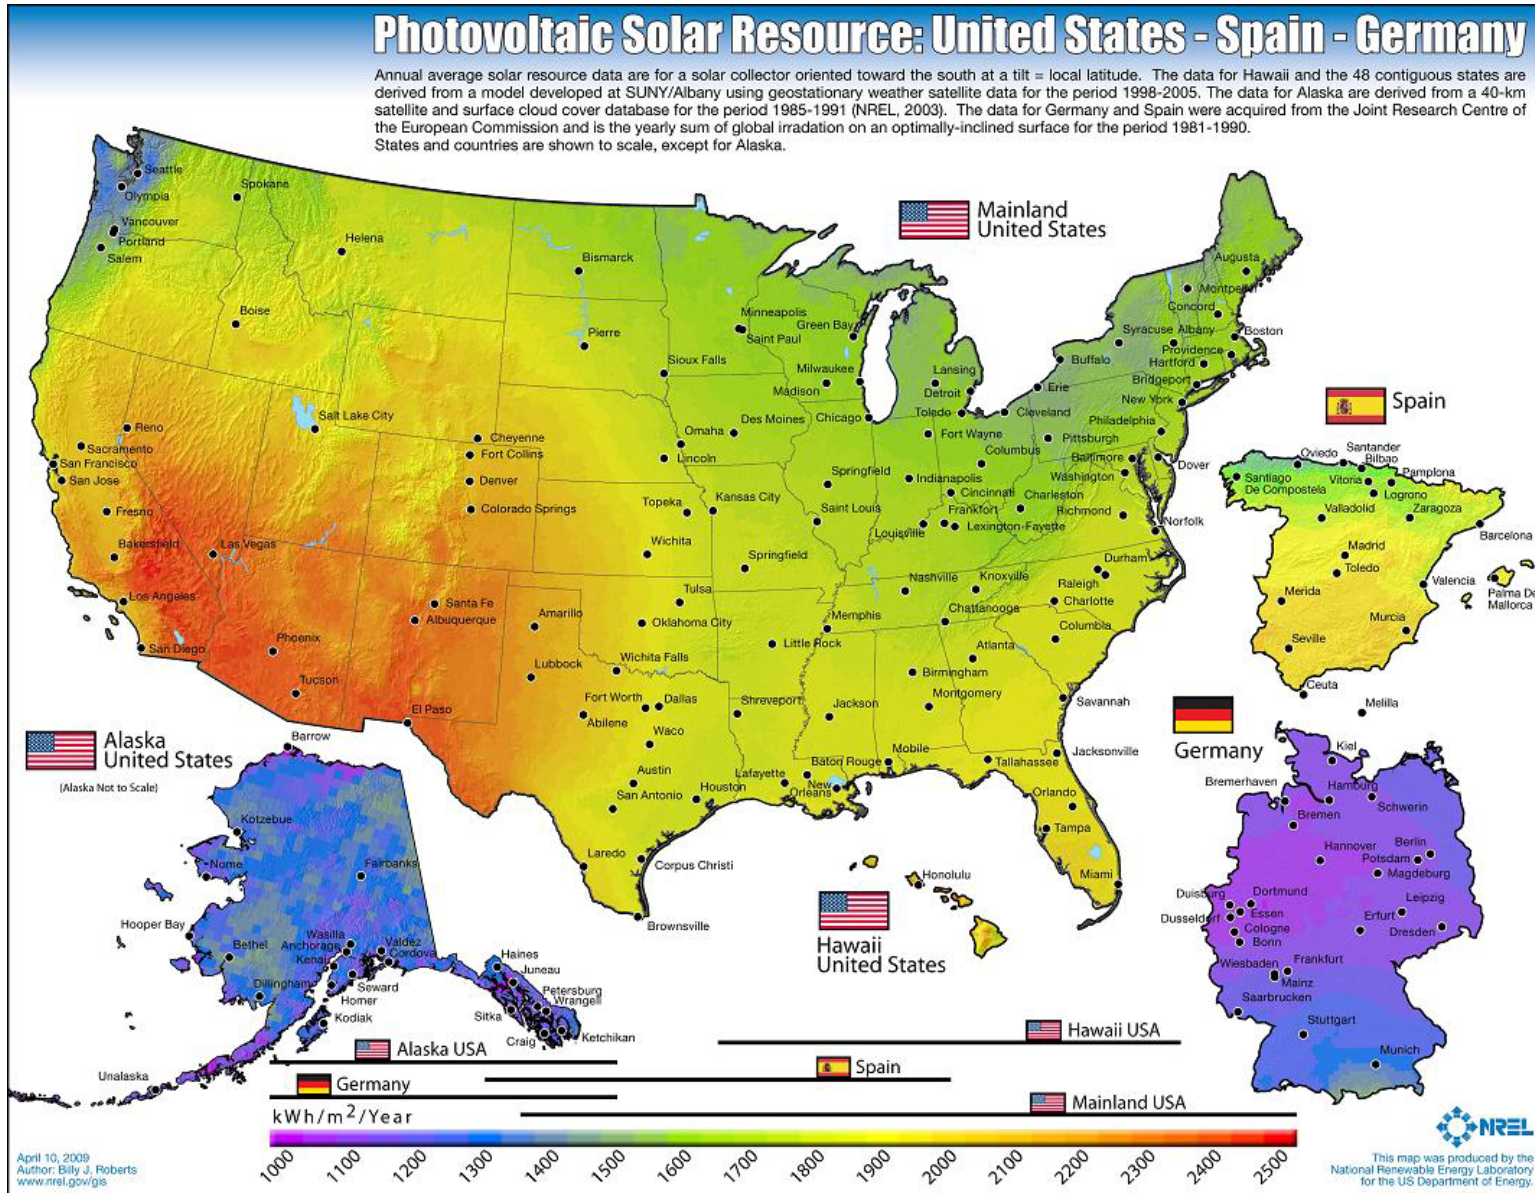 Photovoltaic Solar Resource: United States - Spain - Germany
Annual average solar resource data are for a solar collector oriented toward the south at a tilt = local latitude. The data for Hawaii and the 48 contiguous states are
derived from a model developed at SUNY/Albany using geostationary weather satellite data for the period 1998-2005. The data for Alaska are derived from a 40-km
satellite and surface cloud cover database for the period 1985-1991 (NREL, 2003). The data for Germany and Spain were acquired from the Joint Research Centre of
the European Commission and is the yearly sum of global irradiation on an optimally-inclined surface for the period 1981-1990.
States and countries are shown to scale, except for Alaska.
Mainland
United States
Seattle
Olympia
Spokane
Vancouver
Portland
Salem
Helena
Bismarck
Boise
Pierre
Minneapolis
Saint Paul
Green Bay
Augusta
Montpelier
Concord
Syracuse
Albany
Boston
Buffalo
Providence
Hartford
Sioux Falls
Milwaukee
Madison
Lansing
Detroit
Erie
Bridgeport
New York
Salt Lake City
Reno
Des Moines
Chicago
Toledo
Cleveland
Philadelphia
Cheyenne
Omaha
Fort Wayne
Pittsburgh
Sacramento
San Francisco
San Jose
Fort Collins
Lincoln
Columbus
Baltimore
Dover
Denver
Springfield
Indianapolis
Washington
Colorado Springs
Topeka
Kansas City
Cincinnati
Charleston
Fresno
Saint Louis
Frankfort
Richmond
Louisville
Lexington-Fayette
Norfolk
Bakersfield
Las Vegas
Wichita
Springfield
Durham
Raleigh
Los Angeles
Santa Fe
Albuquerque
Amarillo
Tulsa
Oklahoma City
Nashville
Knoxville
Charlotte
Memphis
Chattanooga
San Diego
Phoenix
Little Rock
Columbia
Tucson
Lubbock
Wichita Falls
Atlanta
Birmingham
El Paso
Fort Worth
Dallas
Abilene
Shreveport
Jackson
Montgomery
Savannah
Waco
Mobile
Jacksonville
Baton Rouge
Tallahassee
Austin
Lafayette
New
Orleans
San Antonio
Houston
Orlando
Tampa
Laredo
Corpus Christi
Miami
Brownsville
Spain
Oviedo
Santander
Bilbao
Santiago
De Compostela
Vitoria
Pamplona
Logrono
Valladolid
Zaragoza
Barcelona
Madrid
Toledo
Valencia
Palma De
Mallorca
Merida
Murcia
Seville
Ceuta
Melilla
Germany
Kiel
Bremerhaven
Hamburg
Schwerin
Bremen
Hannover
Berlin
Potsdam
Magdeburg
Duisburg
Dortmund
Leipzig
Dusseldorf
Essen
Erfurt
Cologne
Dresden
Bonn
Wiesbaden
Frankfurt
Mainz
Saarbrucken
Stuttgart
Munich
Alaska
United States
(Alaska Not to Scale)
Barrow
Kotzebue
Nome
Fairbanks
Hooper Bay
Bethel
Wasilla
Anchorage
Valdez
Cordova
Kenai
Dillingham
Seward
Homer
Kodiak
Haines
Juneau
Petersburg
Wrangell
Sitka
Craig
Ketchikan
Unalaska
Honolulu
Hawaii
United States
Hawaii USA
Alaska USA
Spain
Germany
Mainland USA
kWh/m²/Year
1000 1100 1200 1300 1400 1500 1600 1700 1800 1900 2000 2100 2200 2300 2400 2500
April 10, 2009
Author: Billy J. Roberts
www.nrel.gov/gis
NREL
This map was produced by the
National Renewable Energy Laboratory
for the US Department of Energy.